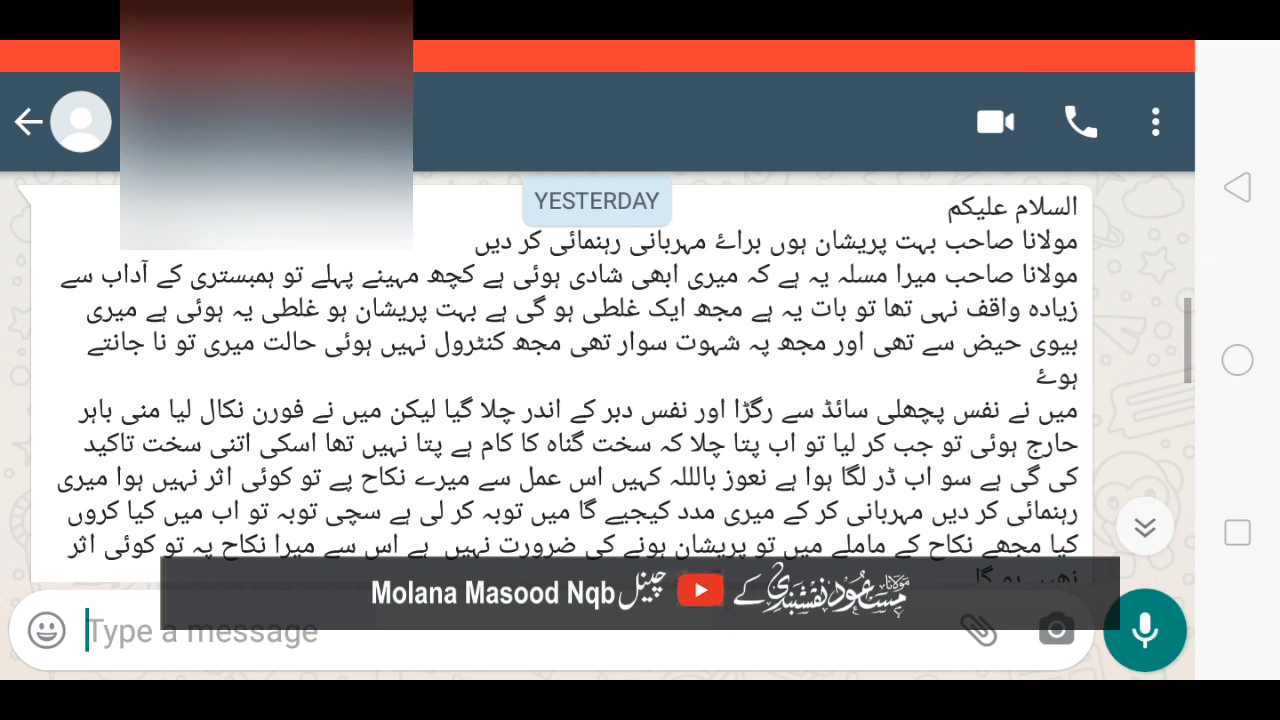 YESTERDAY
السلام علیکم
مولانا صاحب بہت پریشان ہوں براۓ مہربانی رہنمائی کر دیں
مولانا صاحب میرا مسلہ یہ ہے کہ میری ابھی شادی ہوئی ہے کچھ مہینے پہلے تو ہمبستری کے آداب سے
زیادہ واقف نہی تھا تو بات یہ ہے مجھ ایک غلطی ہو گی ہے بہت پریشان ہو غلطی یہ ہوئی ہے میری
بیوی حیض سے تھی اور مجھ پہ شہوت سوار تھی مجھ کنٹرول نہیں ہوئی حالت میری تو نا جانتے
ہوۓ
میں نے نفس پچھلی سائڈ سے رگڑا اور نفس دبر کے اندر چلا گیا لیکن میں نے فورن نکال لیا منی باہر
حارج ہوئی تو جب کر لیا تو اب پتا چلا کہ سخت گناہ کا کام ہے پتا نہیں تھا اسکی اتنی سخت تاکید
کی گی ہے سو اب ڈر لگا ہوا ہے نعوز باللله کہیں اس عمل سے میرے نکاح پے تو کوئی اثر نہیں ہوا میری
رہنمائی کر دیں مہربانی کر کے میری مدد کیجیے گا میں توبہ کر لی ہے سچی توبہ تو اب میں کیا کروں
کیا مجھے نکاح کے ماملے میں تو پریشان ہونے کی ضرورت نہیں ہے اس سے میرا نکاح پہ تو کوئی اثر
مولانا مسعود نقشبندی کے چینل Molana Masood Nqb
Type a message